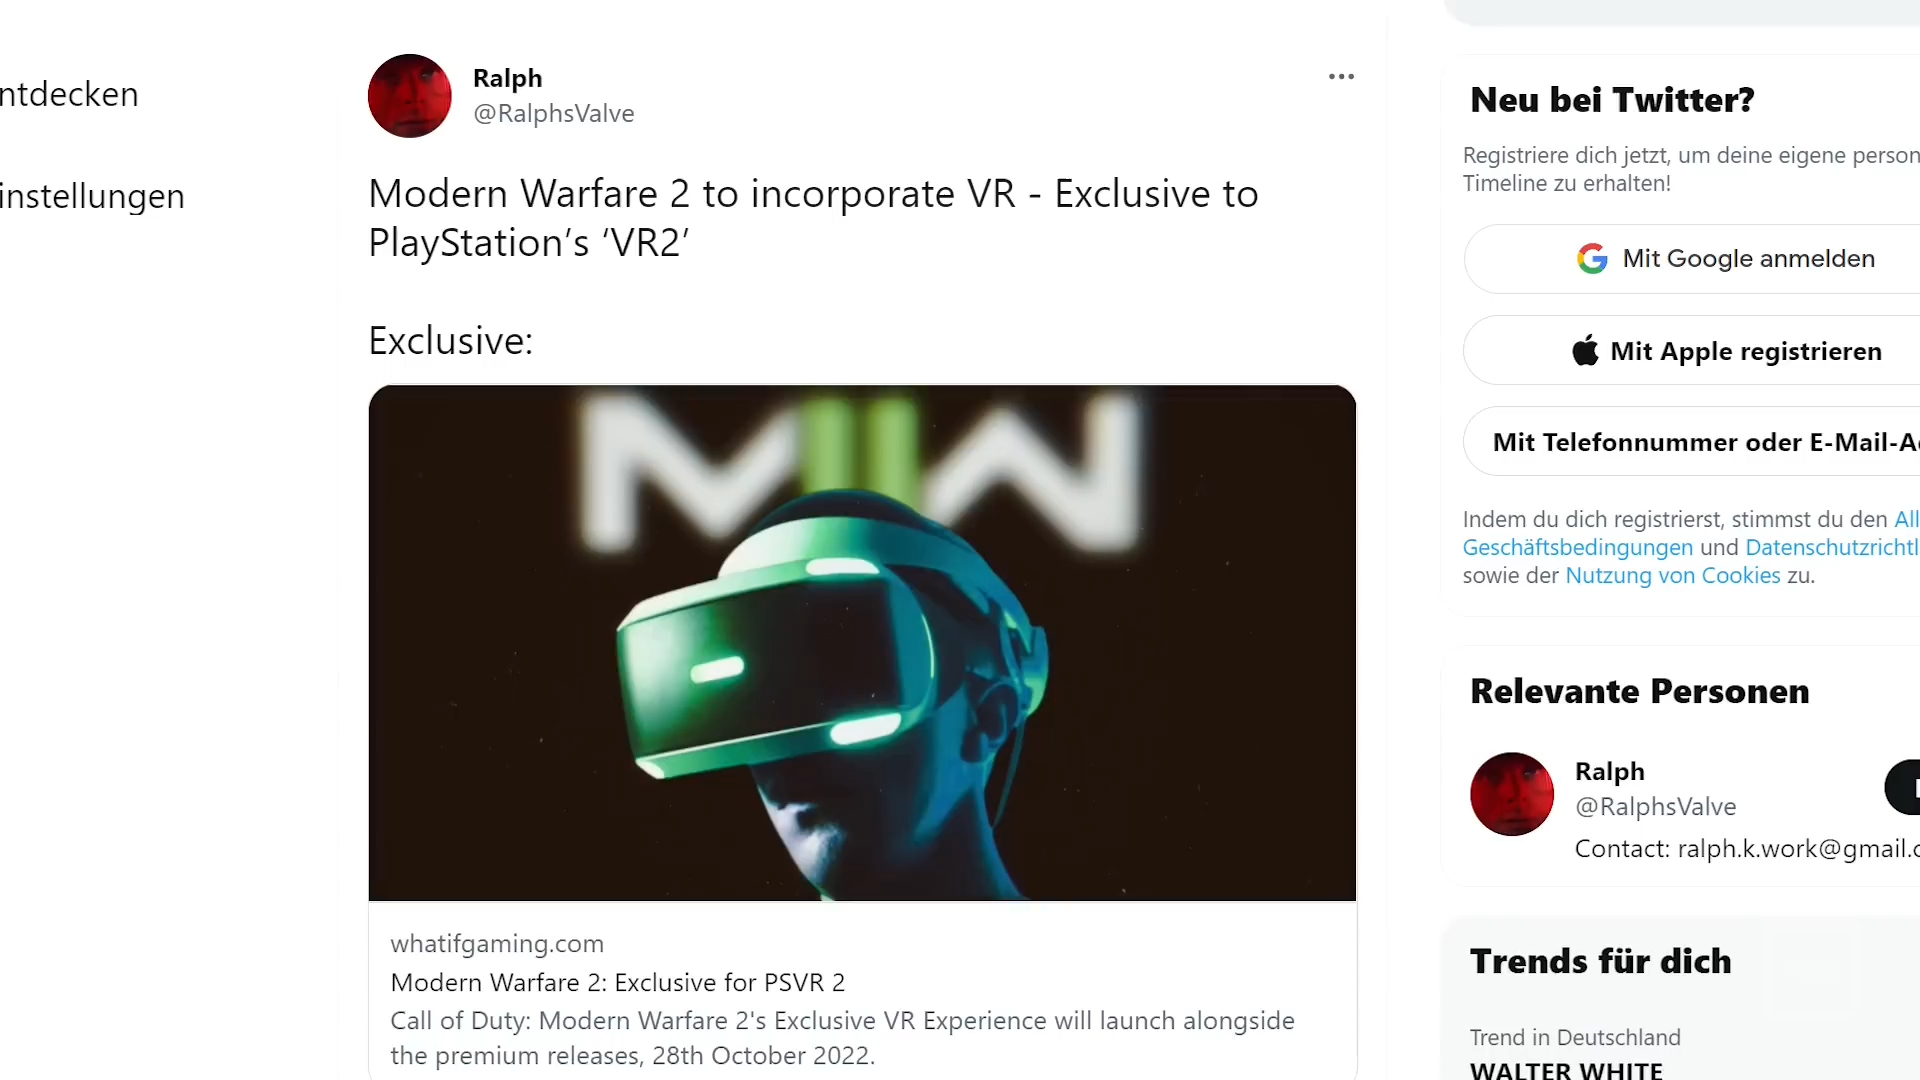 ntdecken
instellungen
Ralph
@RalphsValve
Modern Warfare 2 to incorporate VR - Exclusive to
PlayStation’s ‘VR2’
Exclusive:
MIIW
whatifgaming.com
Modern Warfare 2: Exclusive for PSVR 2
Call of Duty: Modern Warfare 2's Exclusive VR Experience will launch alongside
the premium releases, 28th October 2022.
Neu bei Twitter?
Registriere dich jetzt, um deine eigene person
Timeline zu erhalten!
Mit Google anmelden
Mit Apple registrieren
Mit Telefonnummer oder E-Mail-A
Indem du dich registrierst, stimmst du den All
Geschäftsbedingungen und Datenschutzrichtl
sowie der Nutzung von Cookies zu.
Relevante Personen
Ralph
@RalphsValve
Contact: ralph.k.work@gmail.c
Trends für dich
Trend in Deutschland
WALTER WHITE